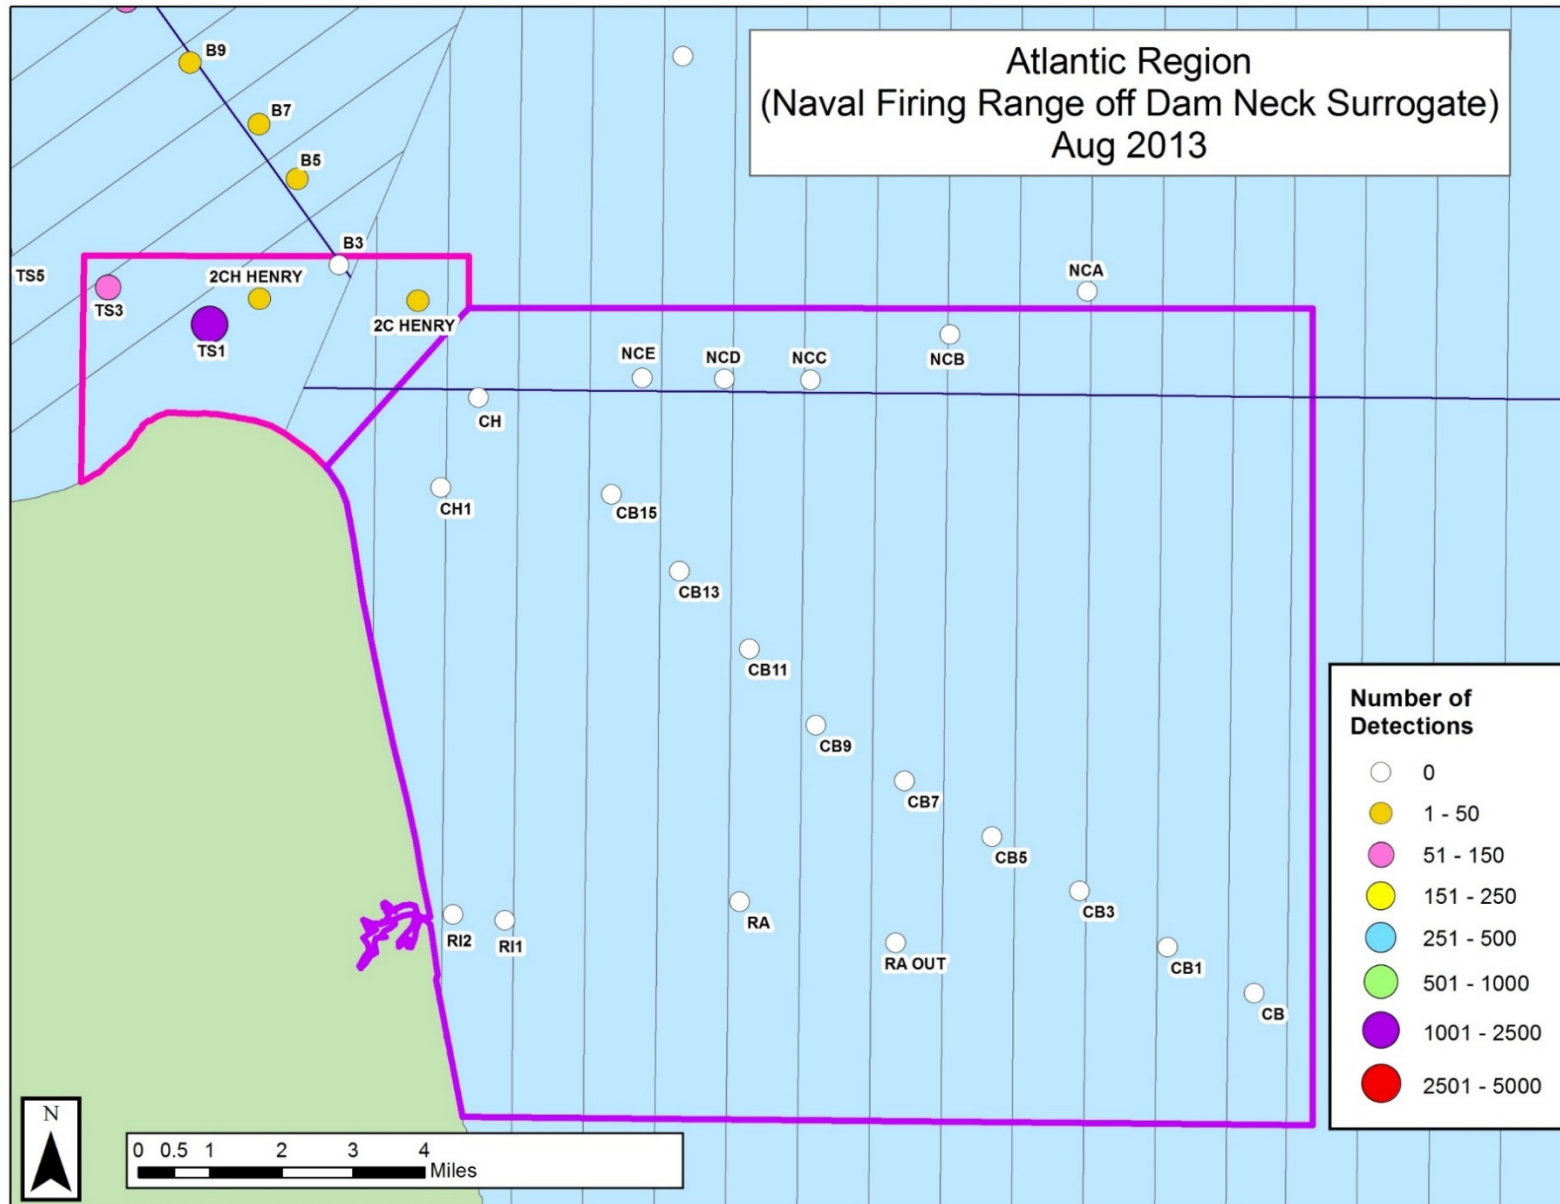 Atlantic Region
(Naval Firing Range off Dam Neck Surrogate)
Aug 2013
B9
B7
B5
B3
TS5
2CH HENRY
TS3
TS1
2C HENRY
NCA
NCB
NCE
NCD
NCC
CH
CH1
CB15
CB13
CB11
CB9
CB7
CB5
CB3
RA
RI2
RI1
RA OUT
CB1
CB
Number of
Detections
0
1 - 50
51 - 150
151 - 250
251 - 500
501 - 1000
1001 - 2500
2501 - 5000
N
0 0.5 1 2 3 4
Miles